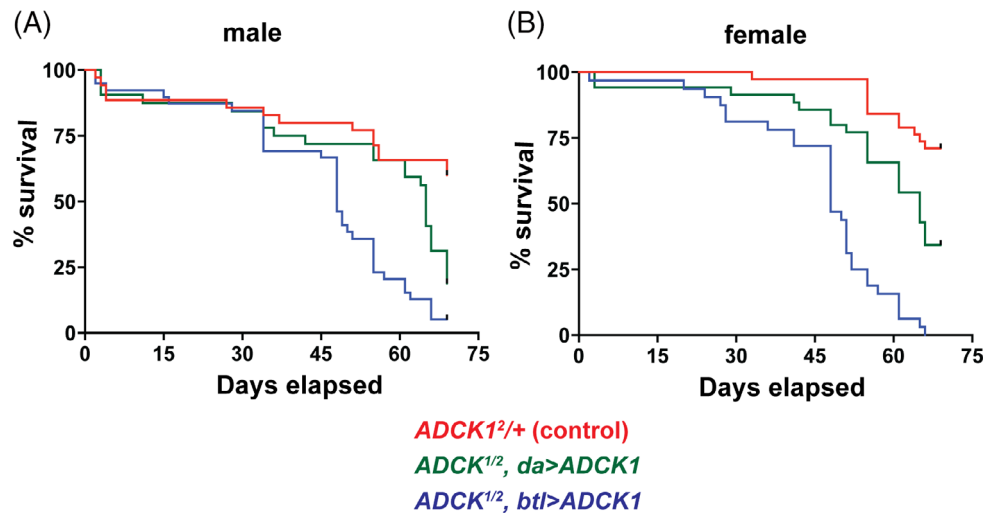 (A)
male
100
75
50
25
0
% survival
0 15 30 45 60 75
Days elapsed
(B)
female
100
75
50
25
0
% survival
0 15 30 45 60 75
Days elapsed
ADCK1²/+ (control)
ADCK¹/², da>ADCK1
ADCK¹/², btl>ADCK1